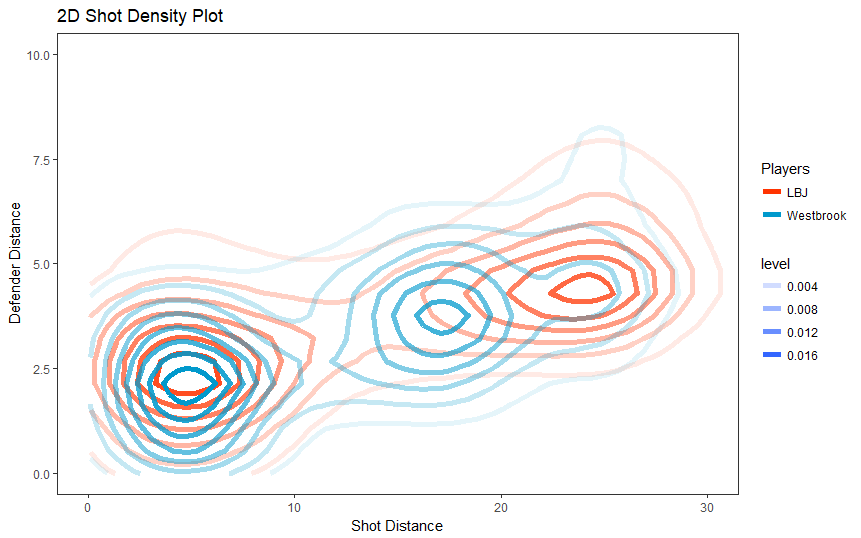 2D Shot Density Plot
10.0
7.5
5.0
2.5
0.0
Defender Distance
0
10
20
30
Shot Distance
Players
LBJ
Westbrook
level
0.004
0.008
0.012
0.016